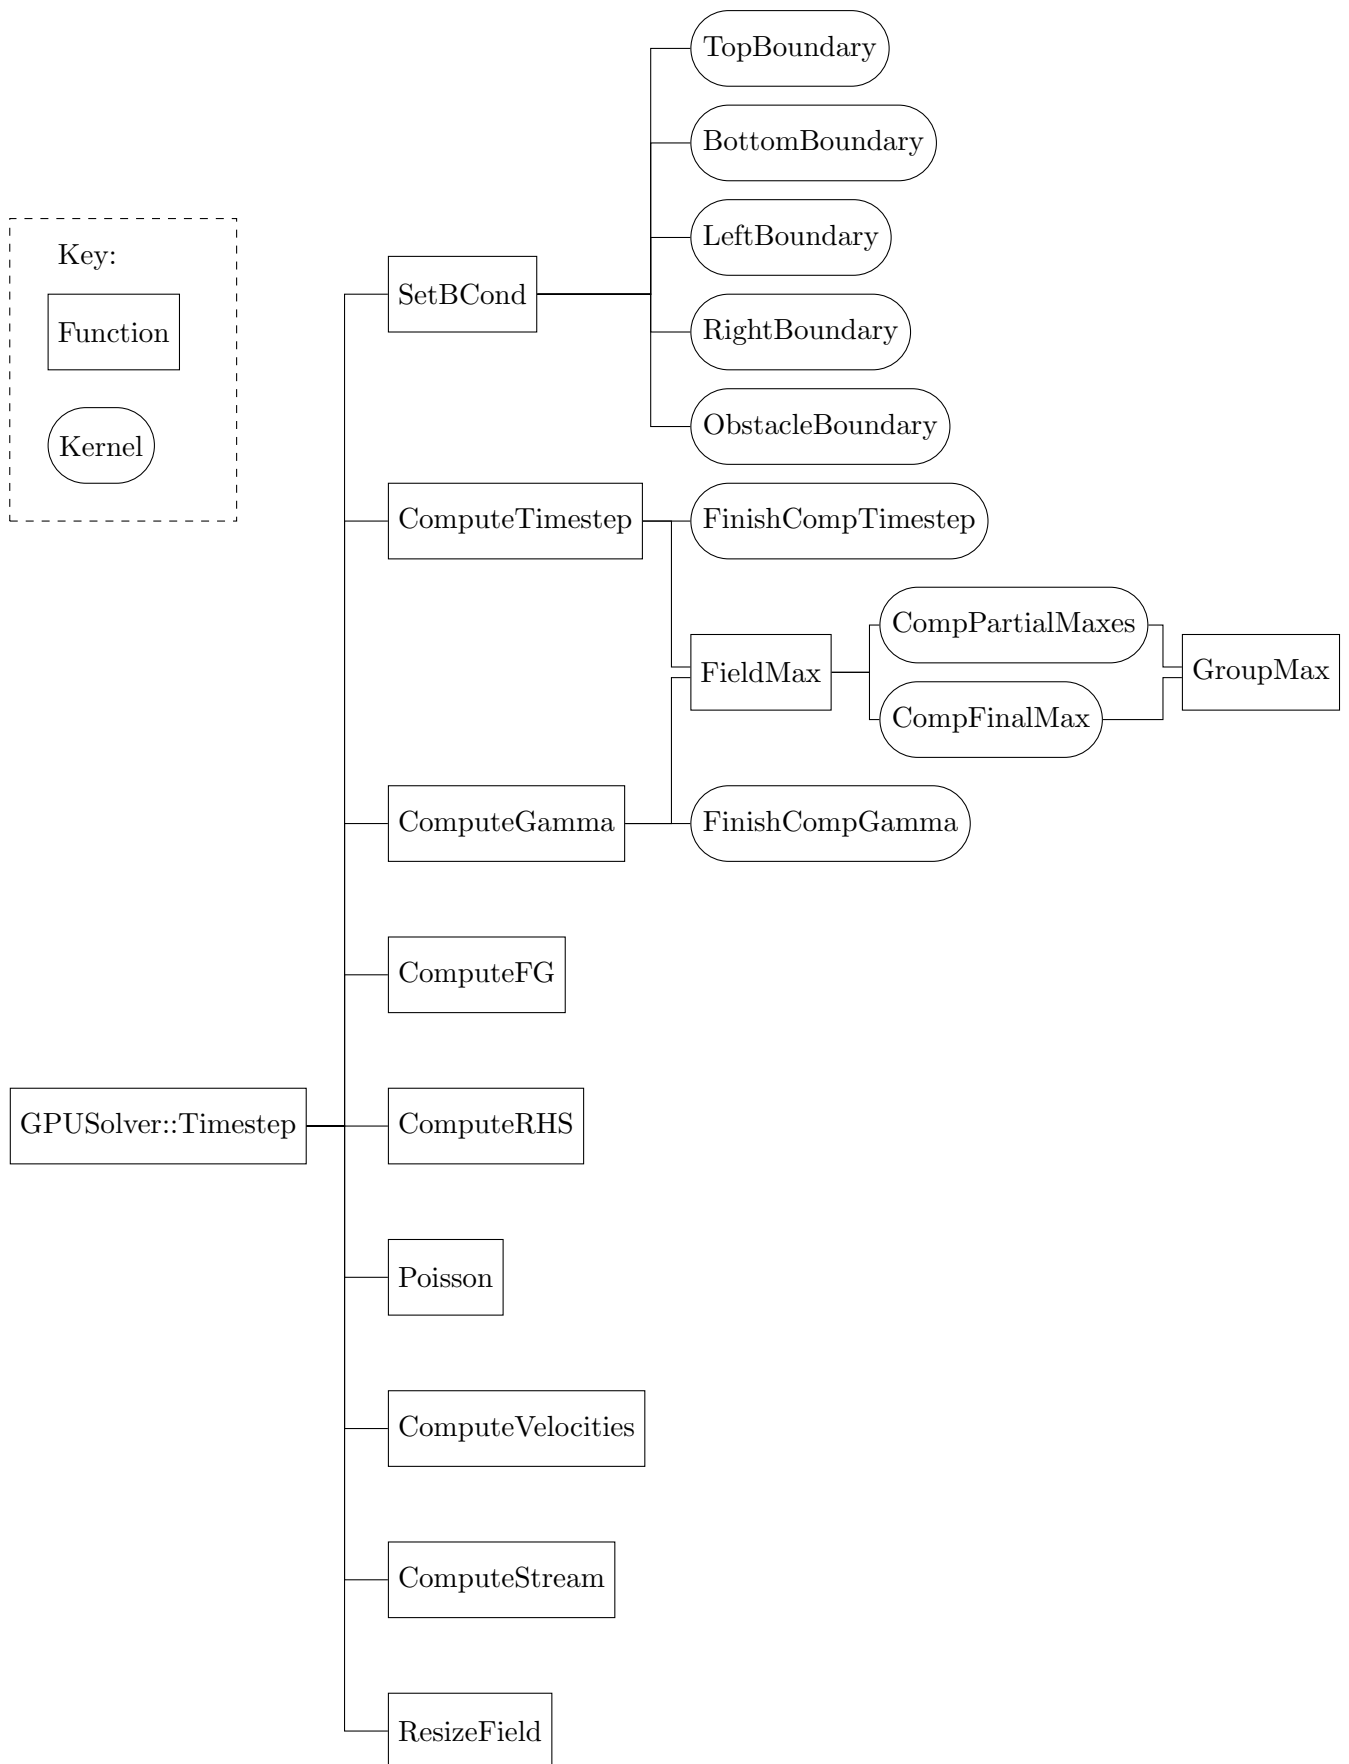 Key:
Function
Kernel
GPUSolver::Timestep
SetBCond
TopBoundary
BottomBoundary
LeftBoundary
RightBoundary
ObstacleBoundary
ComputeTimestep
FinishCompTimestep
FieldMax
CompPartialMaxes
CompFinalMax
GroupMax
ComputeGamma
FinishCompGamma
ComputeFG
ComputeRHS
Poisson
ComputeVelocities
ComputeStream
ResizeField